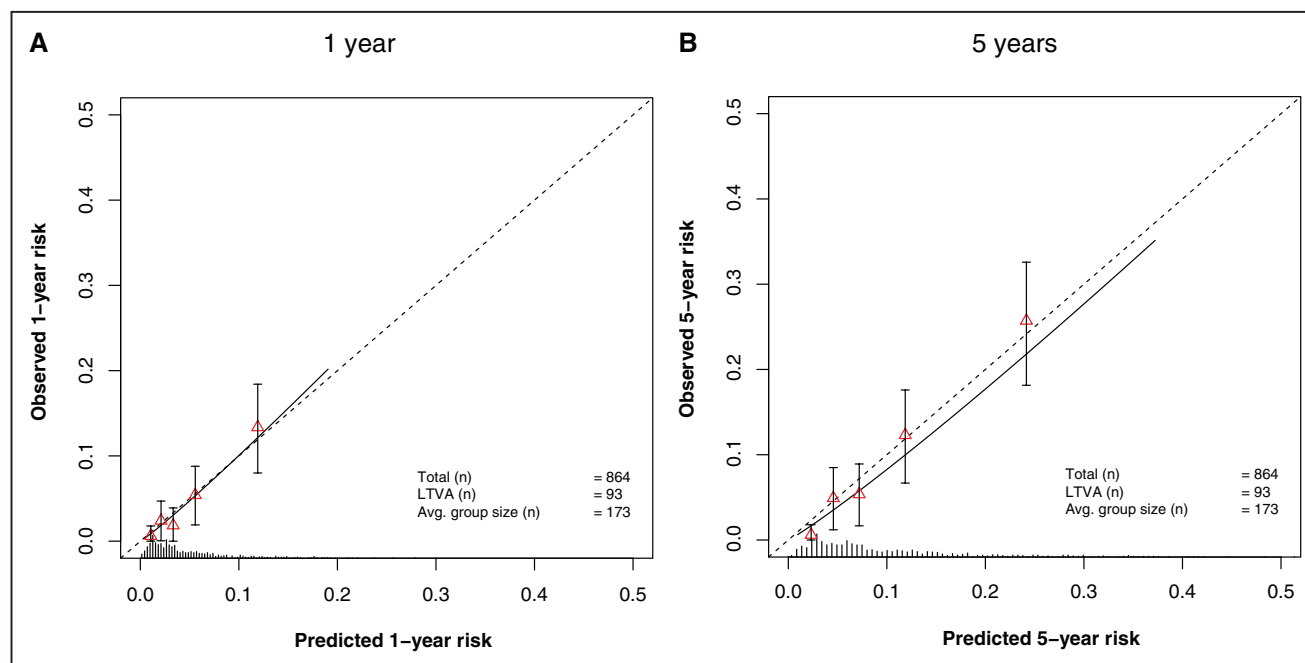 A
1 year
Observed 1−year risk
0.5
0.4
0.3
0.2
0.1
0.0
Total (n) = 864
LTVA (n) = 93
Avg. group size (n) = 173
0.0 0.1 0.2 0.3 0.4 0.5
Predicted 1−year risk
B
5 years
Observed 5−year risk
0.5
0.4
0.3
0.2
0.1
0.0
Total (n) = 864
LTVA (n) = 93
Avg. group size (n) = 173
0.0 0.1 0.2 0.3 0.4 0.5
Predicted 5−year risk